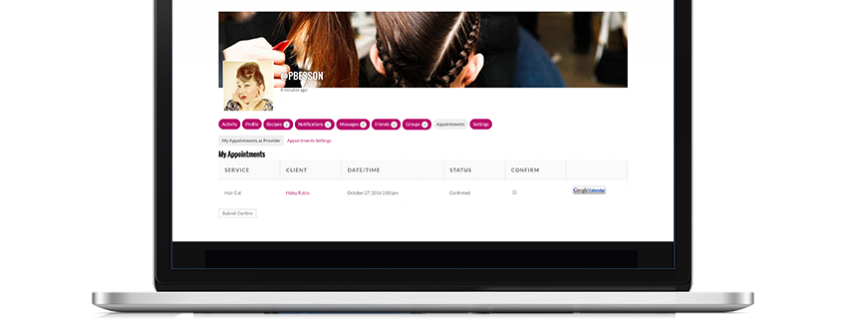 @PBESSON
4 minutes ago
Activity Profile Recipes Notifications Messages Friends Groups Appointments Settings
My Appointments as Provider Appointments Settings
My Appointments
SERVICE CLIENT DATE/TIME STATUS CONFIRM
Hair Cut Haley Rubio October 27, 2016 2:00 pm Confirmed Google Calendar
Submit Confirm